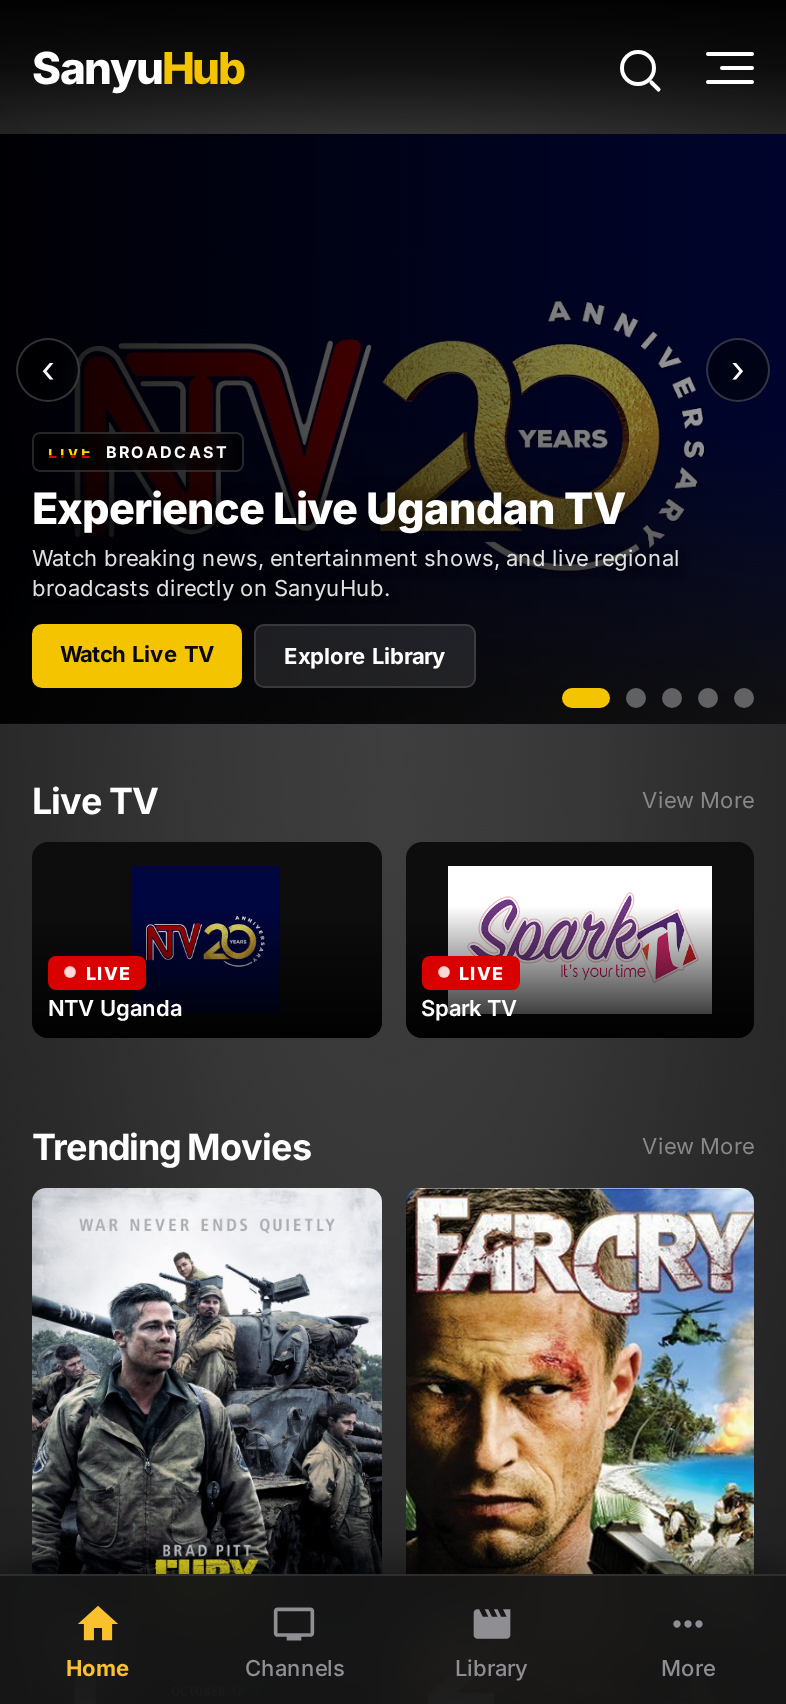 SanyuHub
ANNIVERSARY
NTV 20
YEARS
‹
›
LIVE BROADCAST
Experience Live Ugandan TV
Watch breaking news, entertainment shows, and live regional
broadcasts directly on SanyuHub.
Watch Live TV
Explore Library
Live TV
View More
ANNIVERSARY
NTV 20
YEARS
LIVE
NTV Uganda
Spark TV
It's your time
LIVE
Spark TV
Trending Movies
View More
WAR NEVER ENDS QUIETLY
FURY
BRAD PITT
FURY
FARCRY
Home
Channels
Library
More